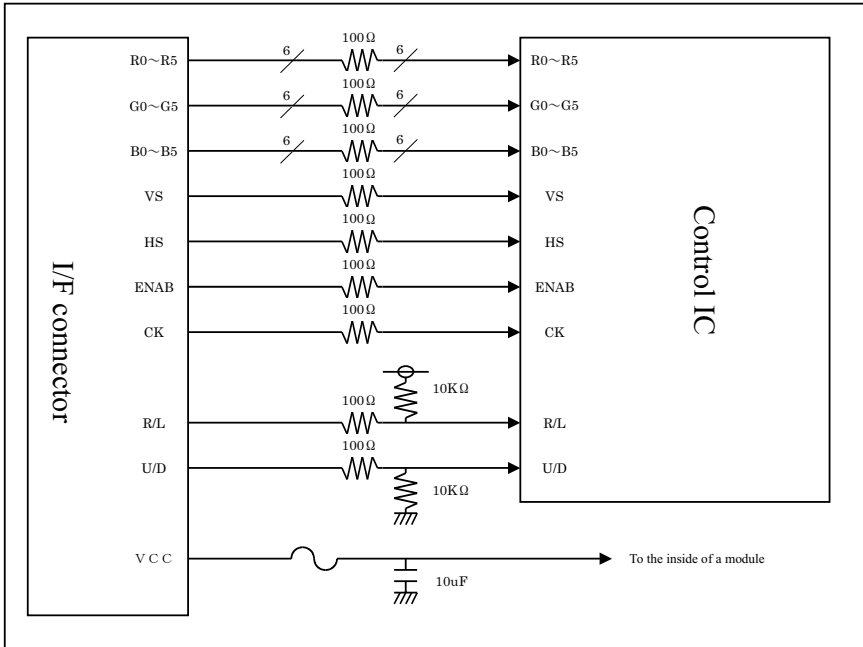 100Ω
R0～R5 6 6 R0～R5
100Ω
G0～G5 6 6 G0～G5
100Ω
B0～B5 6 6 B0～B5
100Ω
VS VS
100Ω
HS HS
100Ω
ENAB ENAB
100Ω
CK CK
I/F connector
Control IC
10KΩ
100Ω
R/L R/L
100Ω
U/D U/D
10KΩ
VCC To the inside of a module
10uF